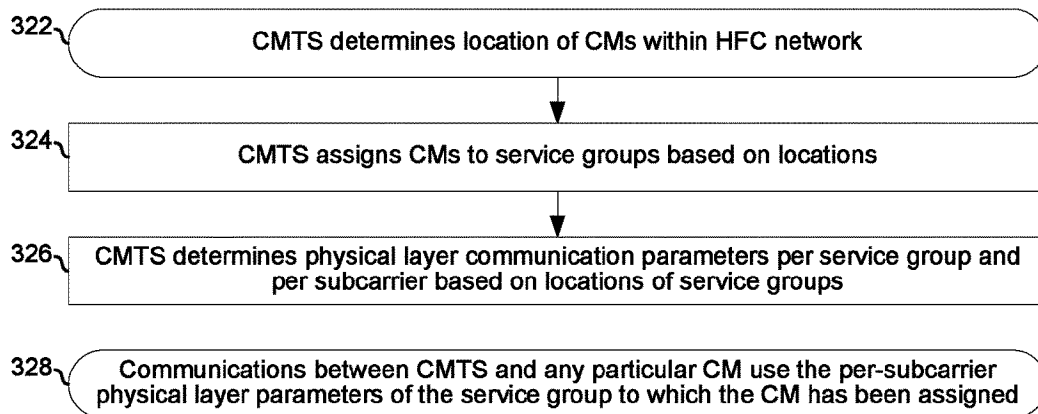 322
CMTS determines location of CMs within HFC network
324
CMTS assigns CMs to service groups based on locations
326
CMTS determines physical layer communication parameters per service group and
per subcarrier based on locations of service groups
328
Communications between CMTS and any particular CM use the per-subcarrier
physical layer parameters of the service group to which the CM has been assigned